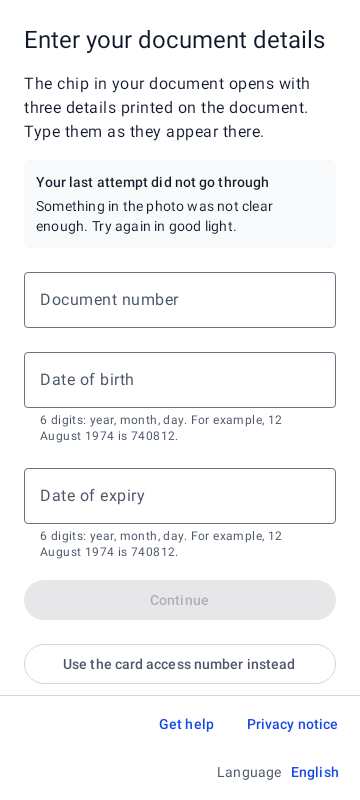 Enter your document details
The chip in your document opens with
three details printed on the document.
Type them as they appear there.
Your last attempt did not go through
Something in the photo was not clear
enough. Try again in good light.
Document number
Date of birth
6 digits: year, month, day. For example, 12
August 1974 is 740812.
Date of expiry
6 digits: year, month, day. For example, 12
August 1974 is 740812.
Continue
Use the card access number instead
Get help Privacy notice
Language English